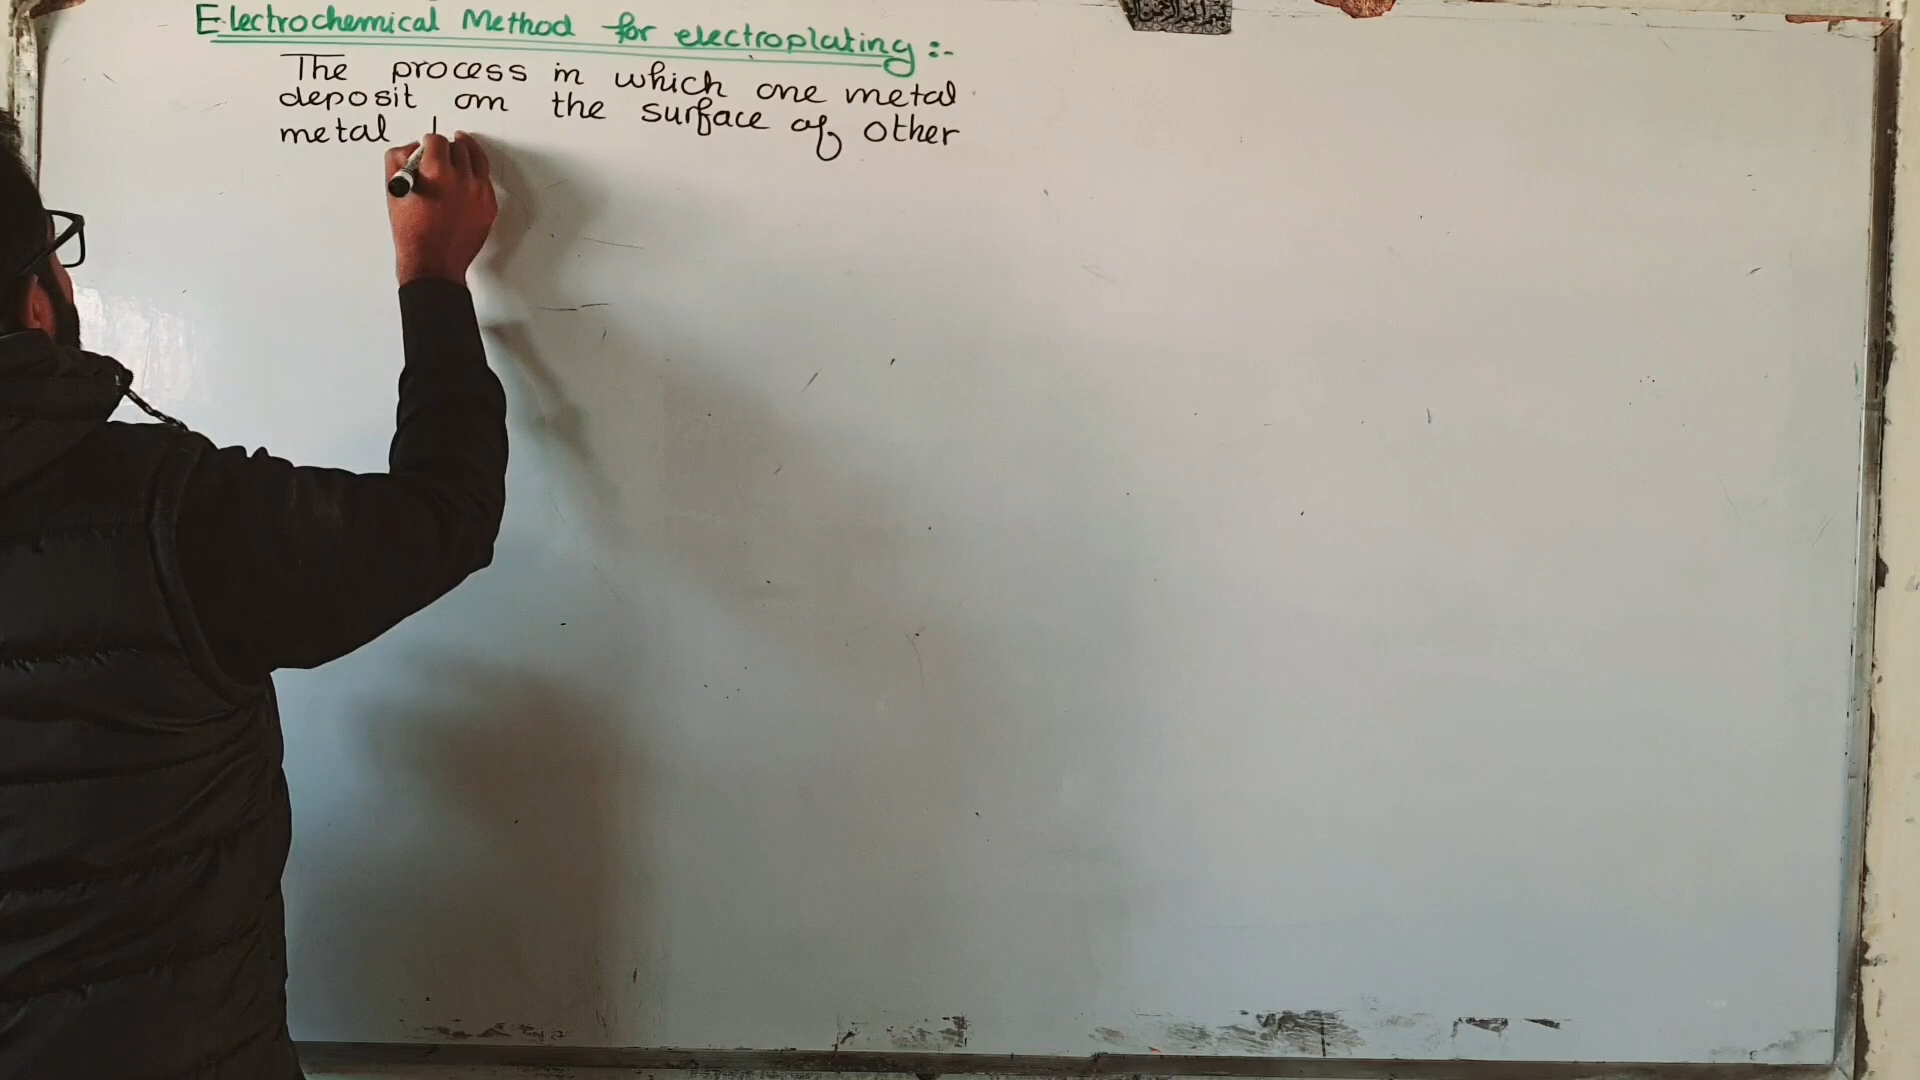 Electrochemical Method for electroplating :-
The process in which one metal
deposit on the surface of other
metal